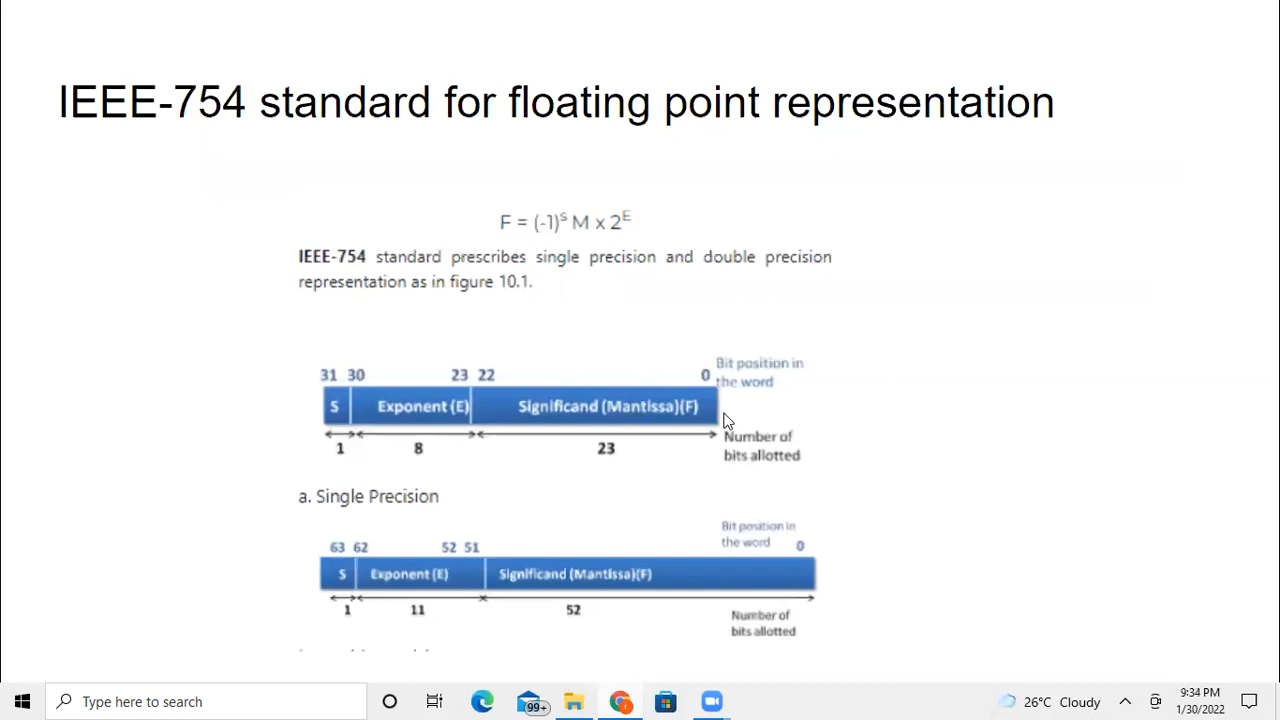 IEEE-754 standard for floating point representation
F = (-1)ˢ M x 2ᴱ
IEEE-754 standard prescribes single precision and double precision
representation as in figure 10.1.
31 30 23 22 0 Bit position in
the word
S Exponent (E) Significand (Mantissa)(F)
1 8 23 Number of
bits allotted
a. Single Precision
Bit position in
the word
63 62 52 51 0
S Exponent (E) Significand (Mantissa)(F)
1 11 52 Number of
bits allotted
Type here to search
99+
26°C Cloudy
9:34 PM
1/30/2022